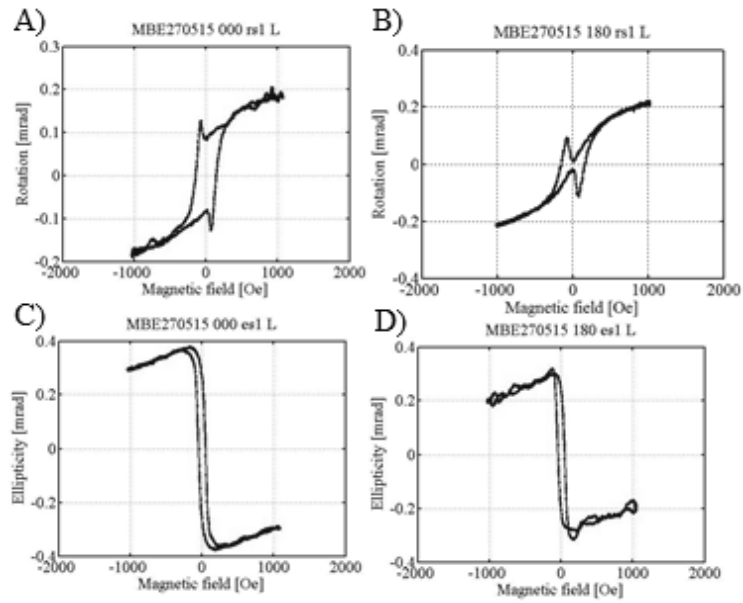 A)
MBE270515 000 rs1 L
0.3
0.2
0.1
0
-0.1
-0.2
-2000 -1000 0 1000 2000
Rotation [mrad]
Magnetic field [Oe]
B)
MBE270515 180 rs1 L
0.4
0.2
0
-0.2
-0.4
-2000 -1000 0 1000 2000
Rotation [mrad]
Magnetic field [Oe]
C)
MBE270515 000 es1 L
0.4
0.2
0
-0.2
-0.4
-2000 -1000 0 1000 2000
Ellipticity [mrad]
Magnetic field [Oe]
D)
MBE270515 180 es1 L
0.4
0.2
0
-0.2
-0.4
-2000 -1000 0 1000 2000
Ellipticity [mrad]
Magnetic field [Oe]